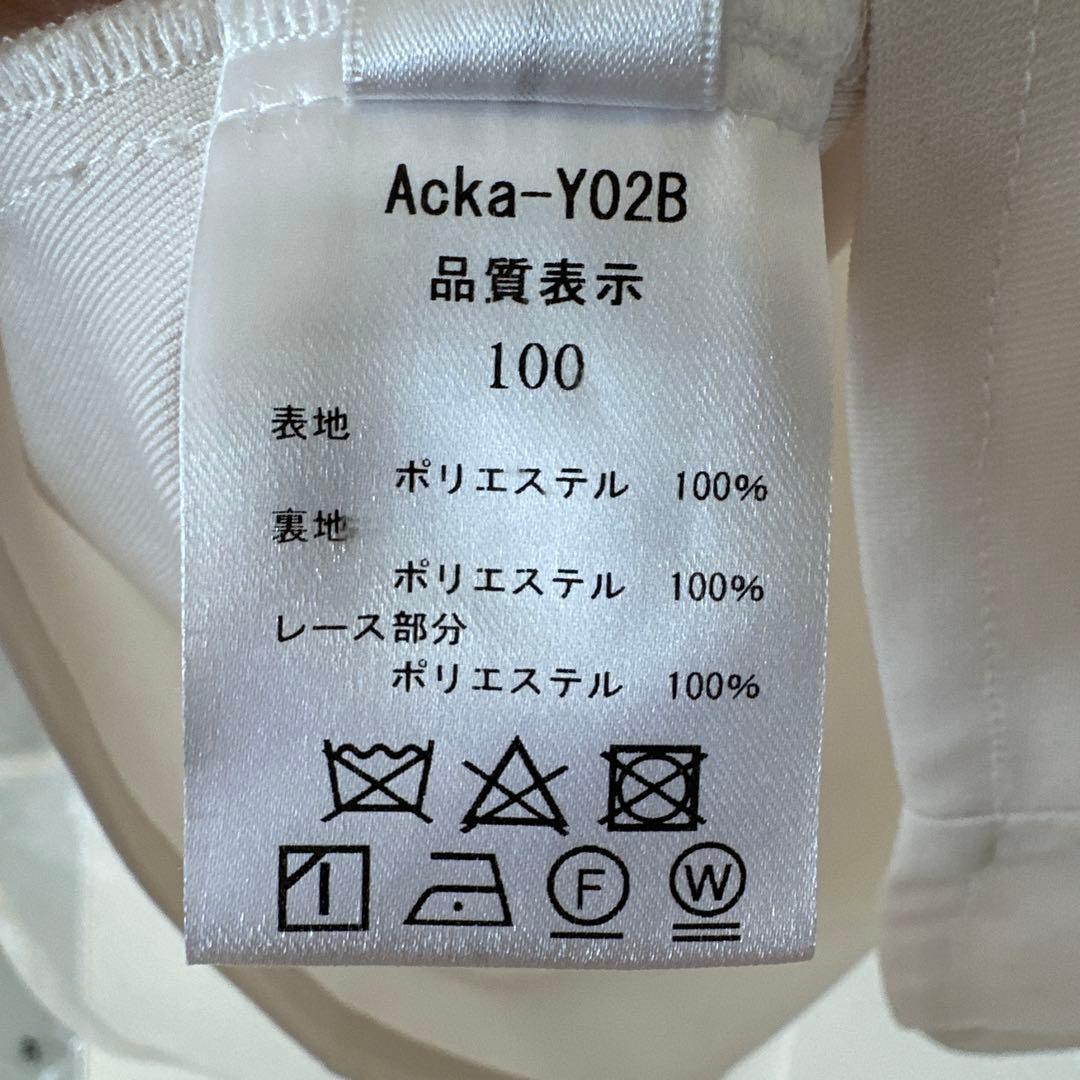 Acka-Y02B
品質表示
100
表地
ポリエステル 100%
裏地
ポリエステル 100%
レース部分
ポリエステル 100%
F W